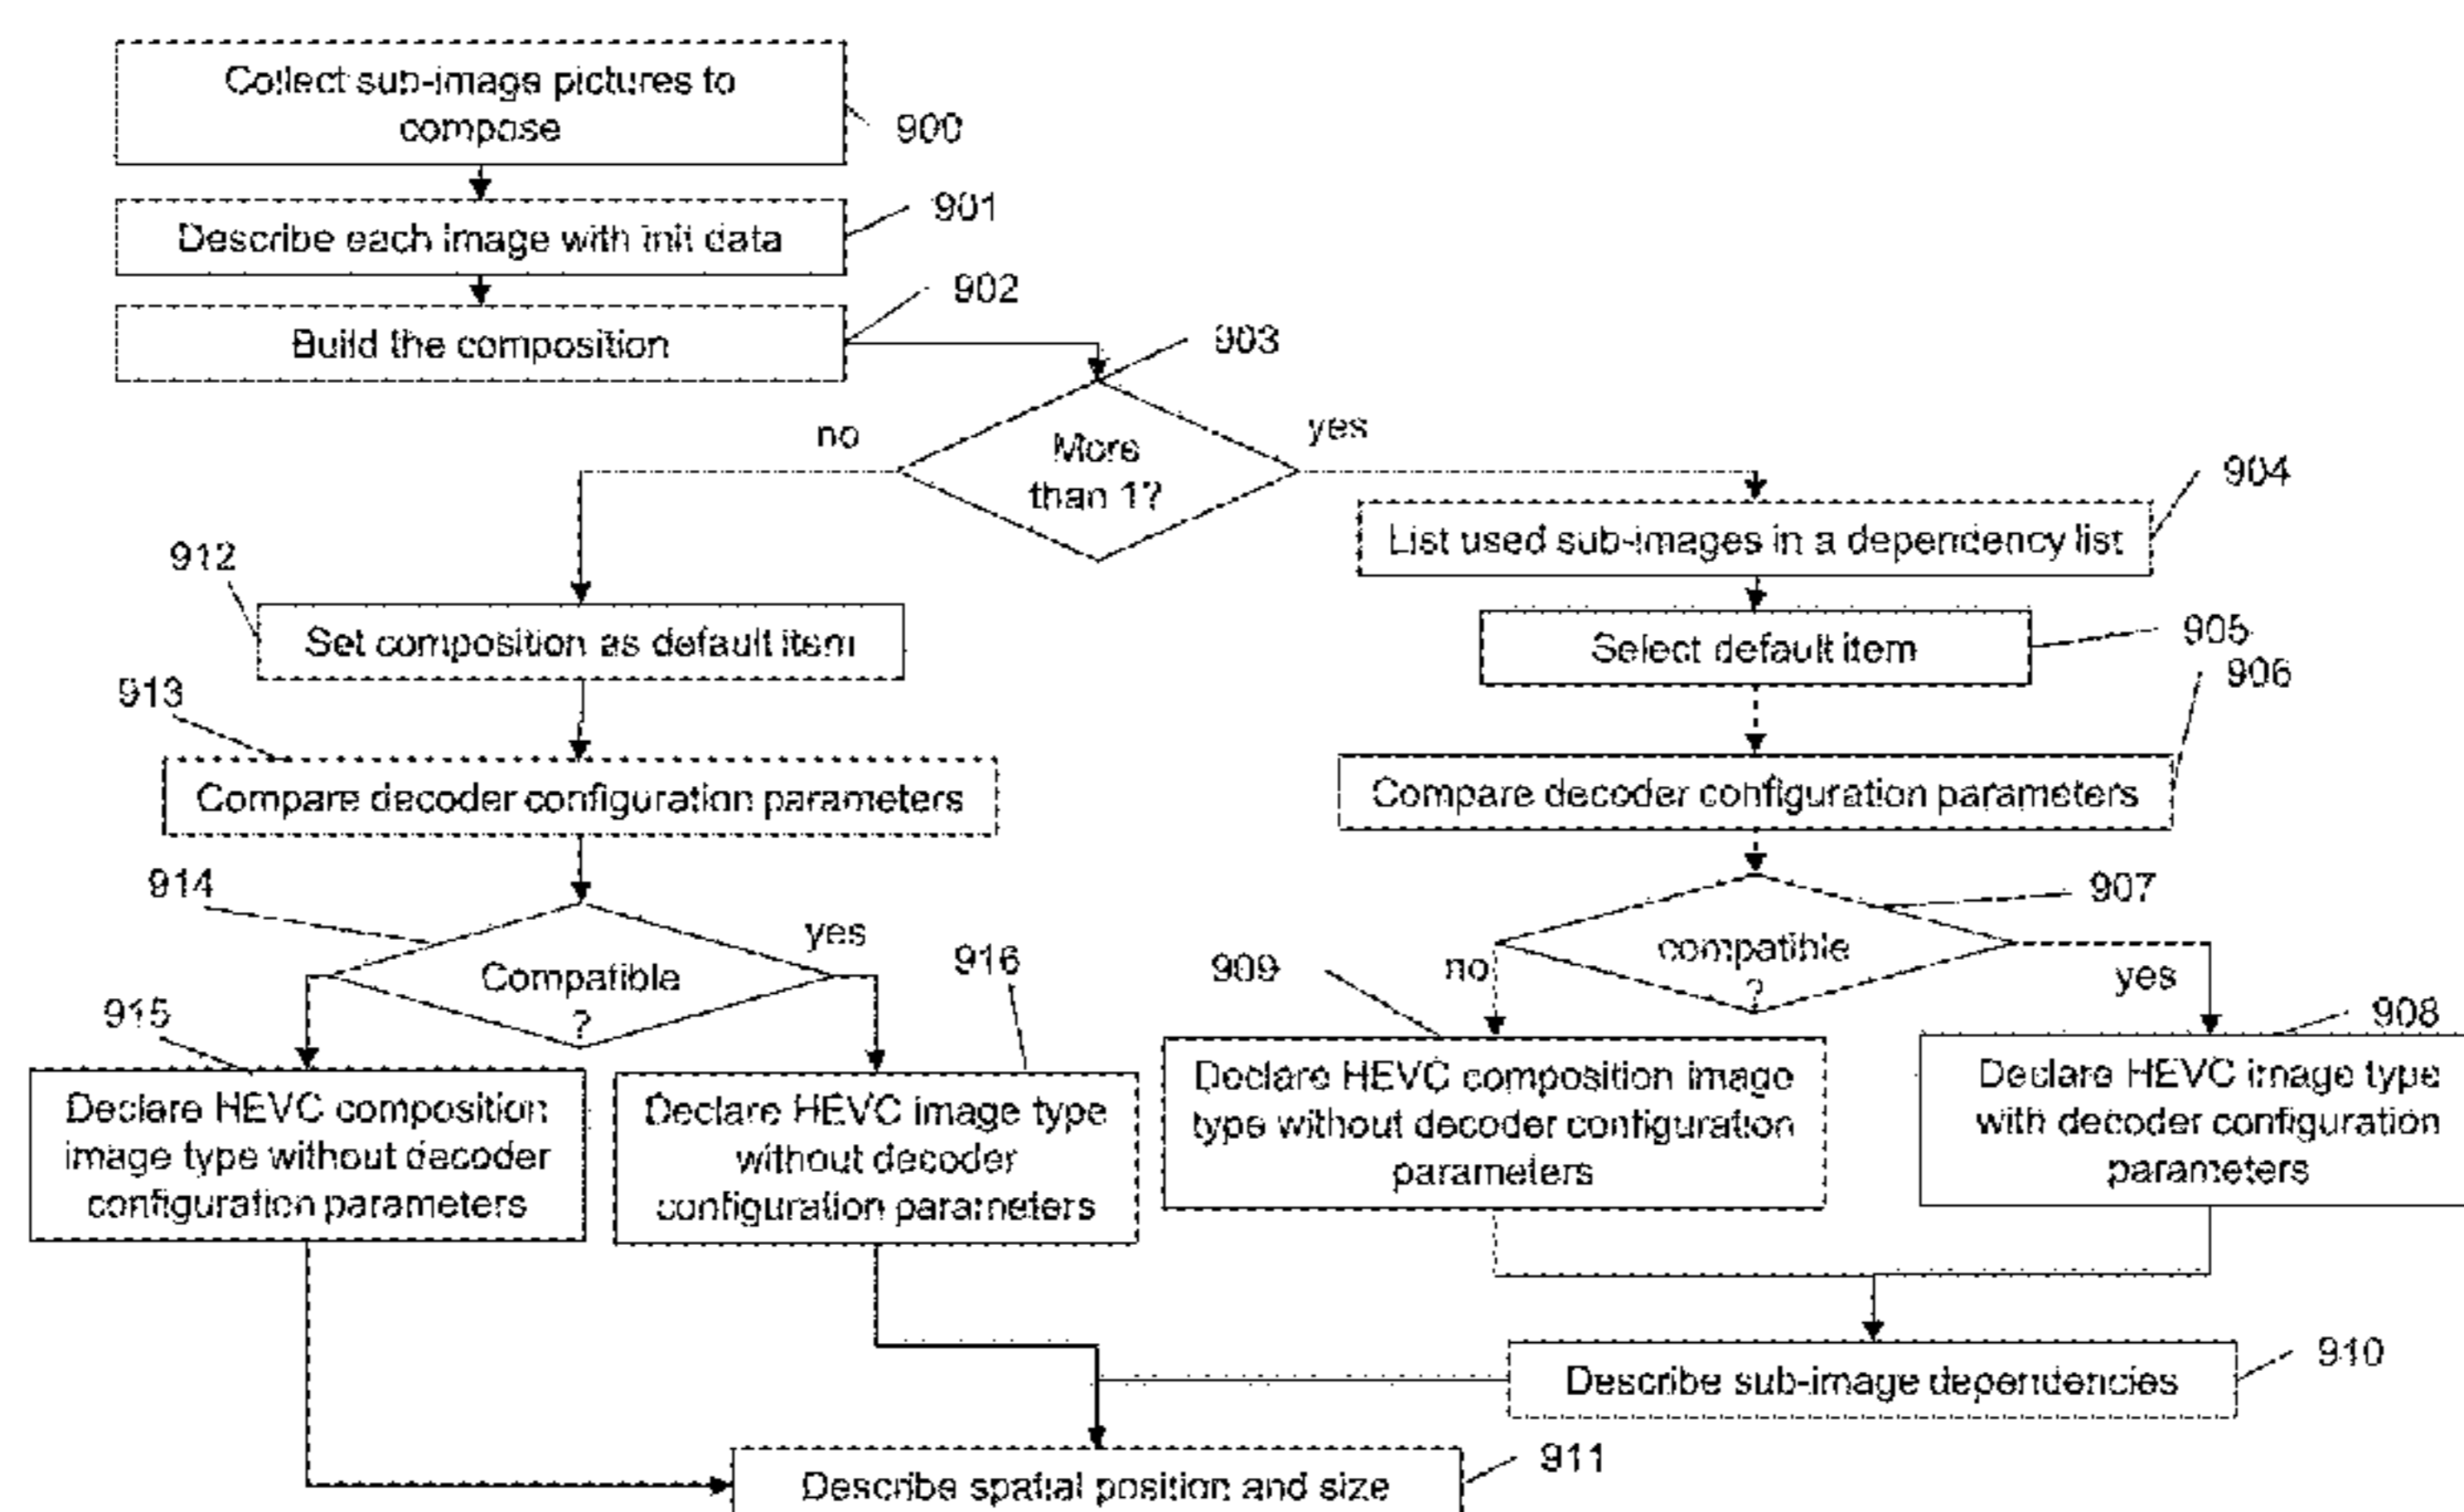 Collect sub-image pictures to
compose
900
Describe each image with init data
901
Build the composition
902
903
More
than 1?
no
yes
904
List used sub-images in a dependency list
912
Set composition as default item
Select default item
905
906
913
Compare decoder configuration parameters
Compare decoder configuration parameters
914
Compatible
?
yes
907
compatible
?
no
yes
915
916
909
908
Declare HEVC composition
image type without decoder
configuration parameters
Declare HEVC image type
without decoder
configuration parameters
Declare HEVC composition image
type without decoder configuration
parameters
Declare HEVC image type
with decoder configuration
parameters
910
Describe sub-image dependencies
911
Describe spatial position and size